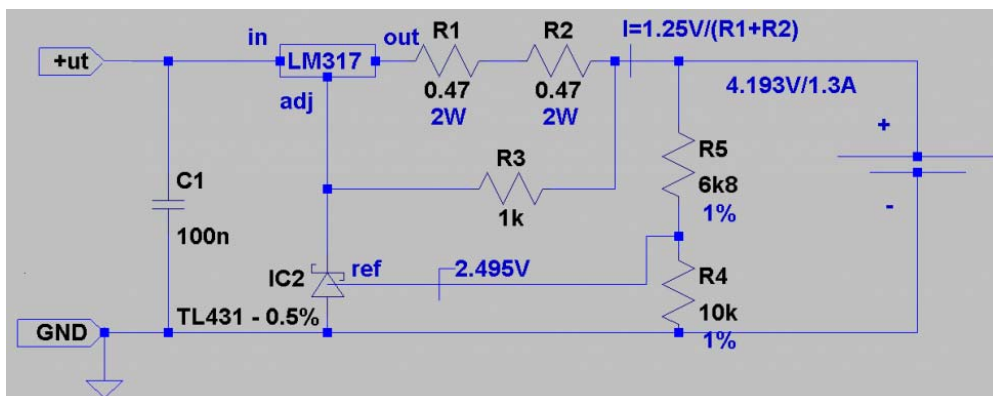 +ut
in
LM317
out
adj
R1
0.47
2W
R2
0.47
2W
I=1.25V/(R1+R2)
4.193V/1.3A
+
-
R3
1k
R5
6k8
1%
C1
100n
IC2
ref
2.495V
TL431 - 0.5%
R4
10k
1%
GND